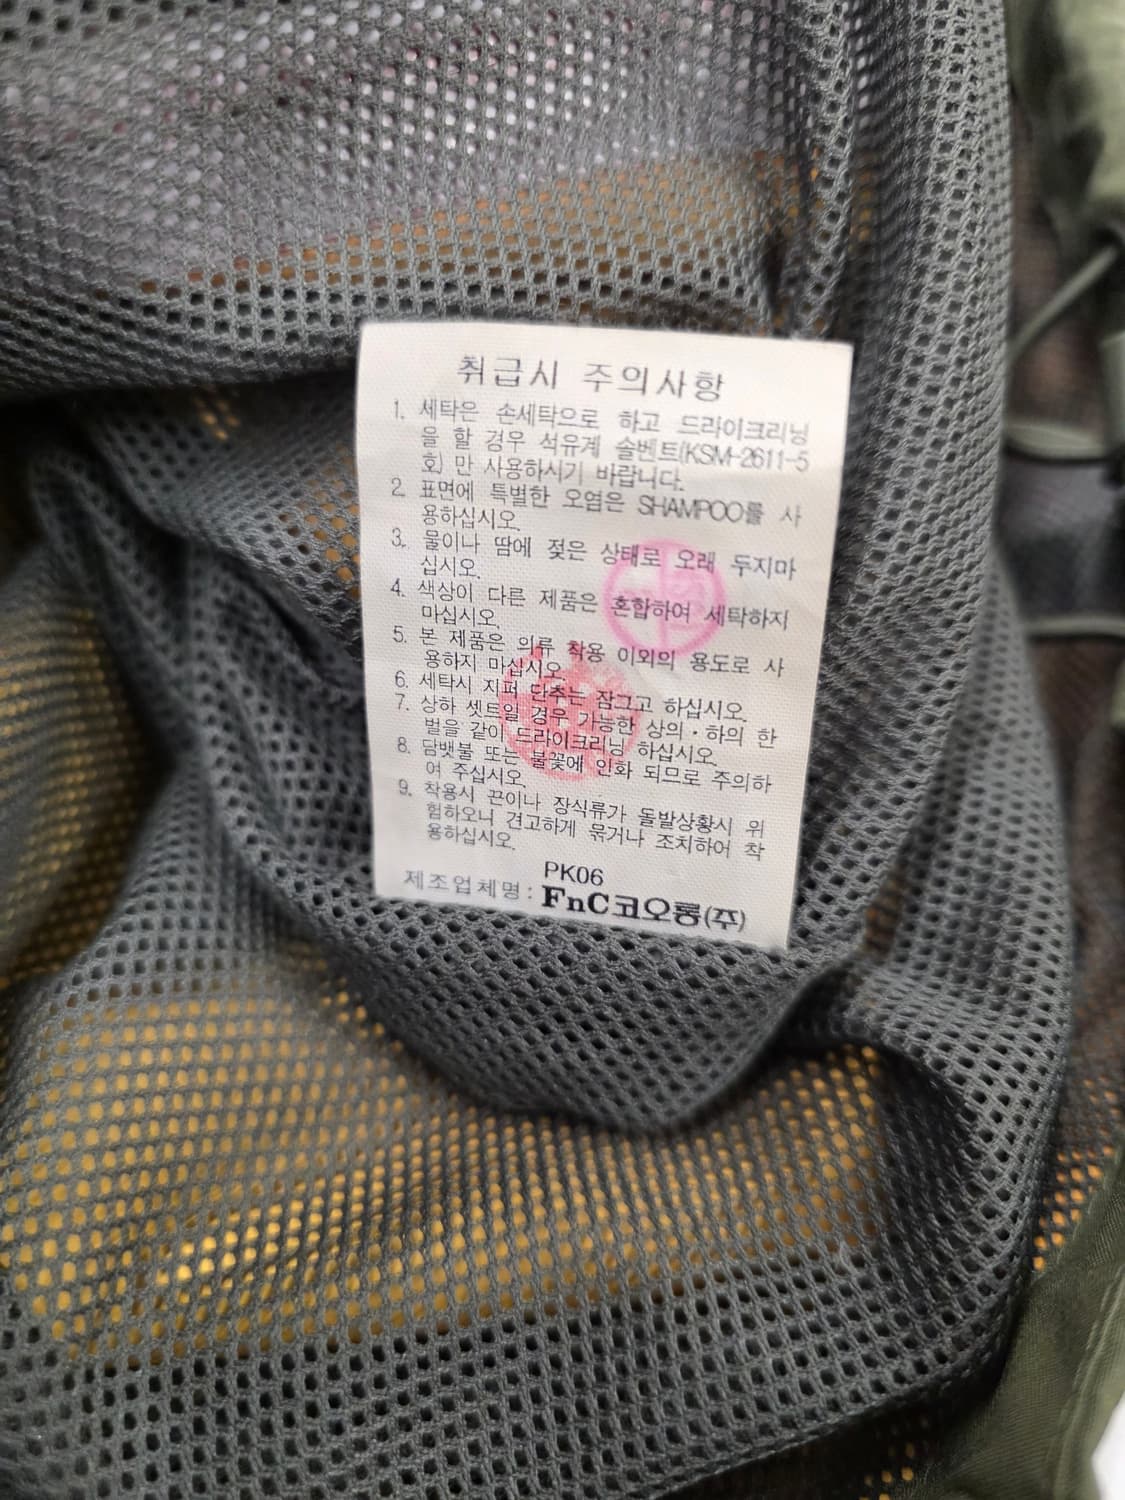 취급시 주의사항
1. 세탁은 손세탁으로 하고 드라이크리닝
을 할 경우 석유계 솔벤트(KSM-2611-5
호) 만 사용하시기 바랍니다.
2. 표면에 특별한 오염은 SHAMPOO를 사
용하십시오.
3. 물이나 땀에 젖은 상태로 오래 두지마
십시오.
4. 색상이 다른 제품은 혼합하여 세탁하지
마십시오.
5. 본 제품은 의류 착용 이외의 용도로 사
용하지 마십시오.
6. 세탁시 지퍼 단추는 잠그고 하십시오.
7. 상하 셋트일 경우 가능한 상의·하의 한
벌을 같이 드라이크리닝 하십시오.
8. 담뱃불 또는 불꽃에 인화 되므로 주의하
여 주십시오.
9. 착용시 끈이나 장식류가 돌발상황시 위
험하오니 견고하게 묶거나 조치하여 착
용하십시오.
PK06
제조업체명: FnC코오롱(주)